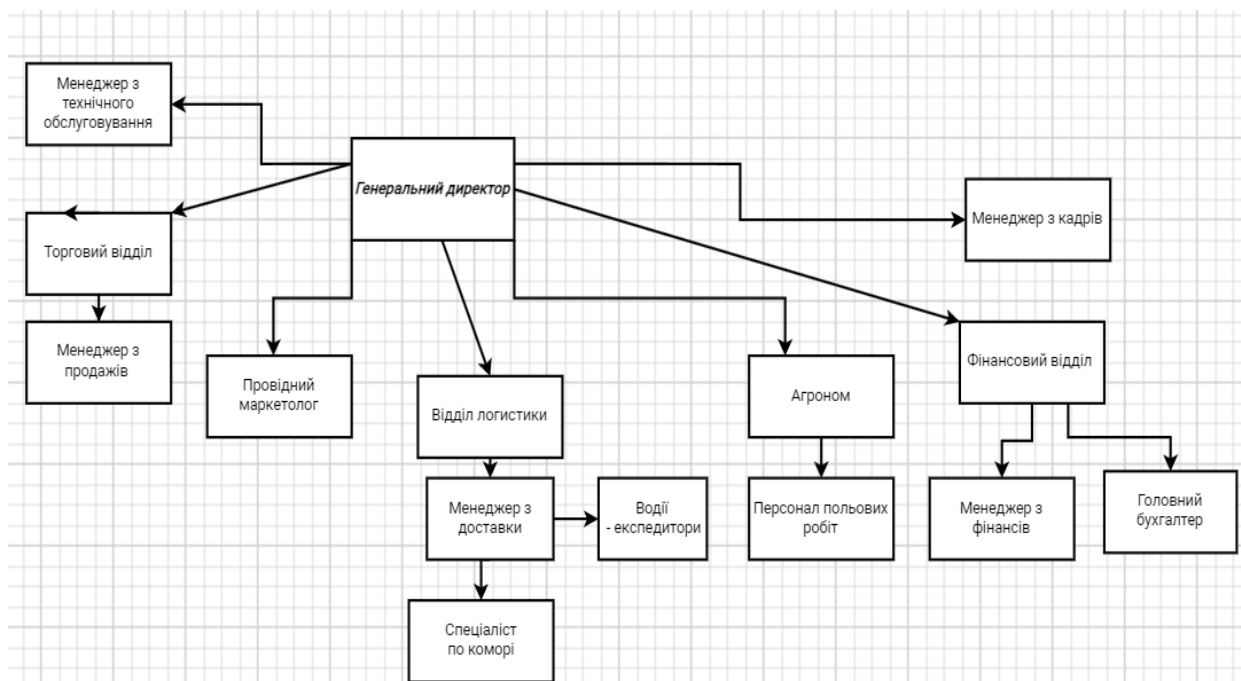 Менеджер з
технічного
обслуговування
Генеральний директор
Менеджер з кадрів
Торговий відділ
Менеджер з
продажів
Провідний
маркетолог
Відділ логистики
Агроном
Фінансовий відділ
Менеджер з
доставки
Водії
- експедитори
Персонал польових
робіт
Менеджер з
фінансів
Головний
бухгалтер
Спеціаліст
по коморі